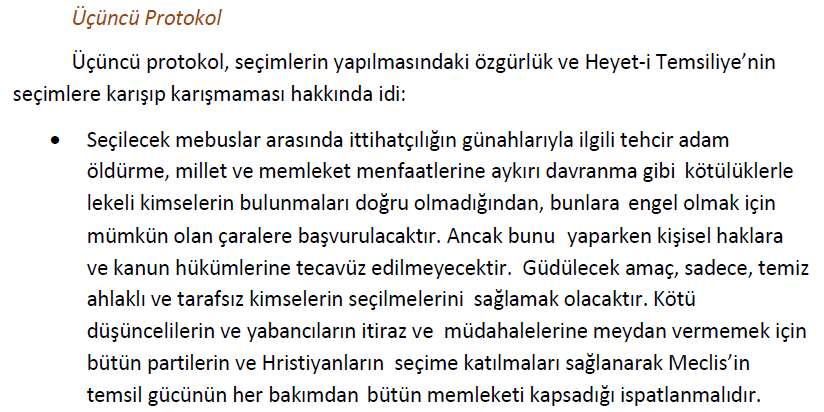 Üçüncü Protokol
Üçüncü protokol, seçimlerin yapılmasındaki özgürlük ve Heyet-i Temsiliye’nin
seçimlere karışıp karışmaması hakkında idi:
• Seçilecek mebuslar arasında ittihatçılığın günahlarıyla ilgili tehcir adam
öldürme, millet ve memleket menfaatlerine aykırı davranma gibi kötülüklerle
lekeli kimselerin bulunmaları doğru olmadığından, bunlara engel olmak için
mümkün olan çaralere başvurulacaktır. Ancak bunu yaparken kişisel haklara
ve kanun hükümlerine tecavüz edilmeyecektir. Güdülecek amaç, sadece, temiz
ahlaklı ve tarafsız kimselerin seçilmelerini sağlamak olacaktır. Kötü
düşüncelilerin ve yabancıların itiraz ve müdahalelerine meydan vermemek için
bütün partilerin ve Hristiyanların seçime katılmaları sağlanarak Meclis’in
temsil gücünün her bakımdan bütün memleketi kapsadığı ispatlanmalıdır.